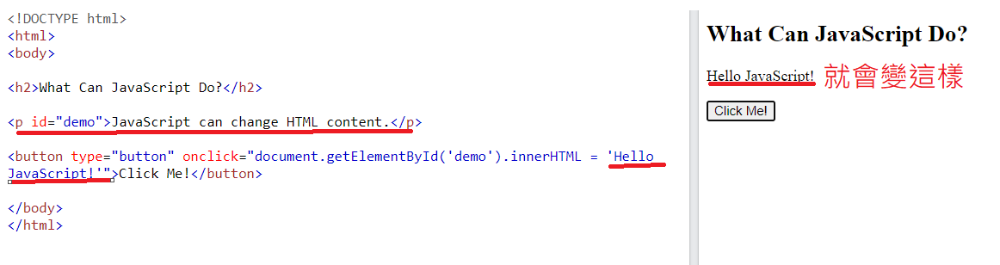 <!DOCTYPE html>
<html>
<body>
<h2>What Can JavaScript Do?</h2>
<p id="demo">JavaScript can change HTML content.</p>
<button type="button" onclick="document.getElementById('demo').innerHTML = 'Hello
JavaScript!'">Click Me!</button>
</body>
</html>
What Can JavaScript Do?
Hello JavaScript! 就會變這樣
Click Me!